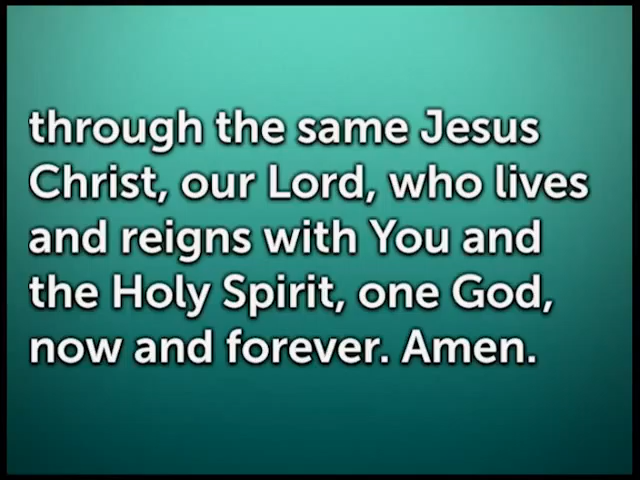 through the same Jesus
Christ, our Lord, who lives
and reigns with You and
the Holy Spirit, one God,
now and forever. Amen.